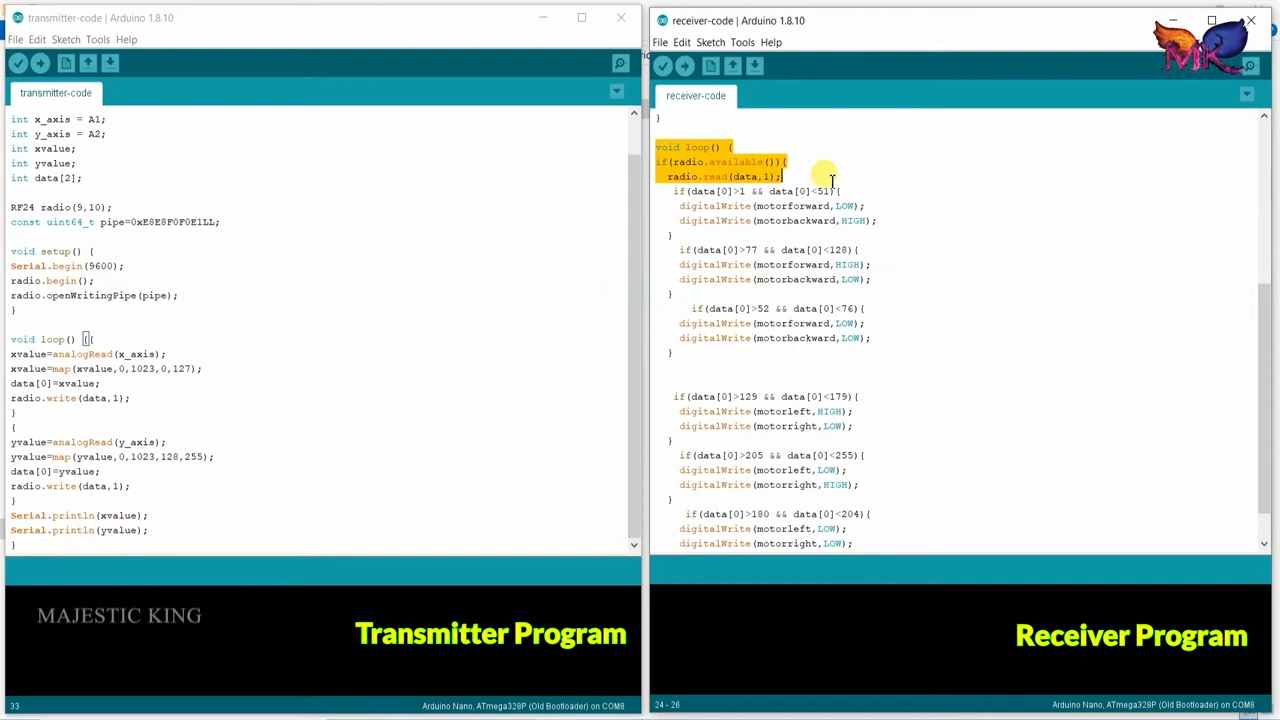 transmitter-code | Arduino 1.8.10
File Edit Sketch Tools Help
transmitter-code
int x_axis = A1;
int y_axis = A2;
int xvalue;
int yvalue;
int data[2];
RF24 radio(9,10);
const uint64_t pipe=0xE8E8F0F0E1LL;
void setup() {
Serial.begin(9600);
radio.begin();
radio.openWritingPipe(pipe);
}
void loop() {{
xvalue=analogRead(x_axis);
xvalue=map(xvalue,0,1023,0,127);
data[0]=xvalue;
radio.write(data,1);
}
{
yvalue=analogRead(y_axis);
yvalue=map(yvalue,0,1023,128,255);
data[0]=yvalue;
radio.write(data,1);
}
Serial.println(xvalue);
Serial.println(yvalue);
}
MAJESTIC KING
Transmitter Program
33
Arduino Nano, ATmega328P (Old Bootloader) on COM8
receiver-code | Arduino 1.8.10
MK
File Edit Sketch Tools Help
receiver-code
}
void loop() {
if(radio.available()){
radio.read(data,1);
if(data[0]>1 && data[0]<51){
digitalWrite(motorforward,LOW);
digitalWrite(motorbackward,HIGH);
}
if(data[0]>77 && data[0]<128){
digitalWrite(motorforward,HIGH);
digitalWrite(motorbackward,LOW);
}
if(data[0]>52 && data[0]<76){
digitalWrite(motorforward,LOW);
digitalWrite(motorbackward,LOW);
}
if(data[0]>129 && data[0]<179){
digitalWrite(motorleft,HIGH);
digitalWrite(motorright,LOW);
}
if(data[0]>205 && data[0]<255){
digitalWrite(motorleft,LOW);
digitalWrite(motorright,HIGH);
}
if(data[0]>180 && data[0]<204){
digitalWrite(motorleft,LOW);
digitalWrite(motorright,LOW);
Receiver Program
24 - 26
Arduino Nano, ATmega328P (Old Bootloader) on COM8